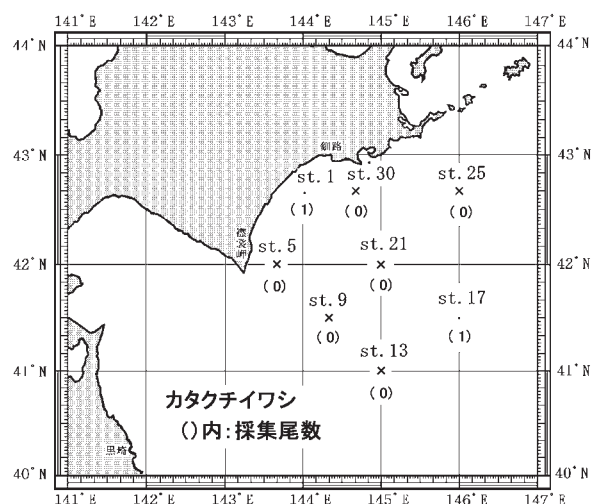 141°E 142°E 143°E 144°E 145°E 146°E 147°E
44°N 44°N
釧路
43°N 43°N
st.1 st.30 st.25
(1) (0) (0)
襟裳岬
st.5 st.21
42°N 42°N
(0) (0)
st.9 st.17
(0) (1)
st.13
41°N 41°N
(0)
カタクチイワシ
()内:採集尾数
40°N 40°N
141°E 142°E 143°E 144°E 145°E 146°E 147°E